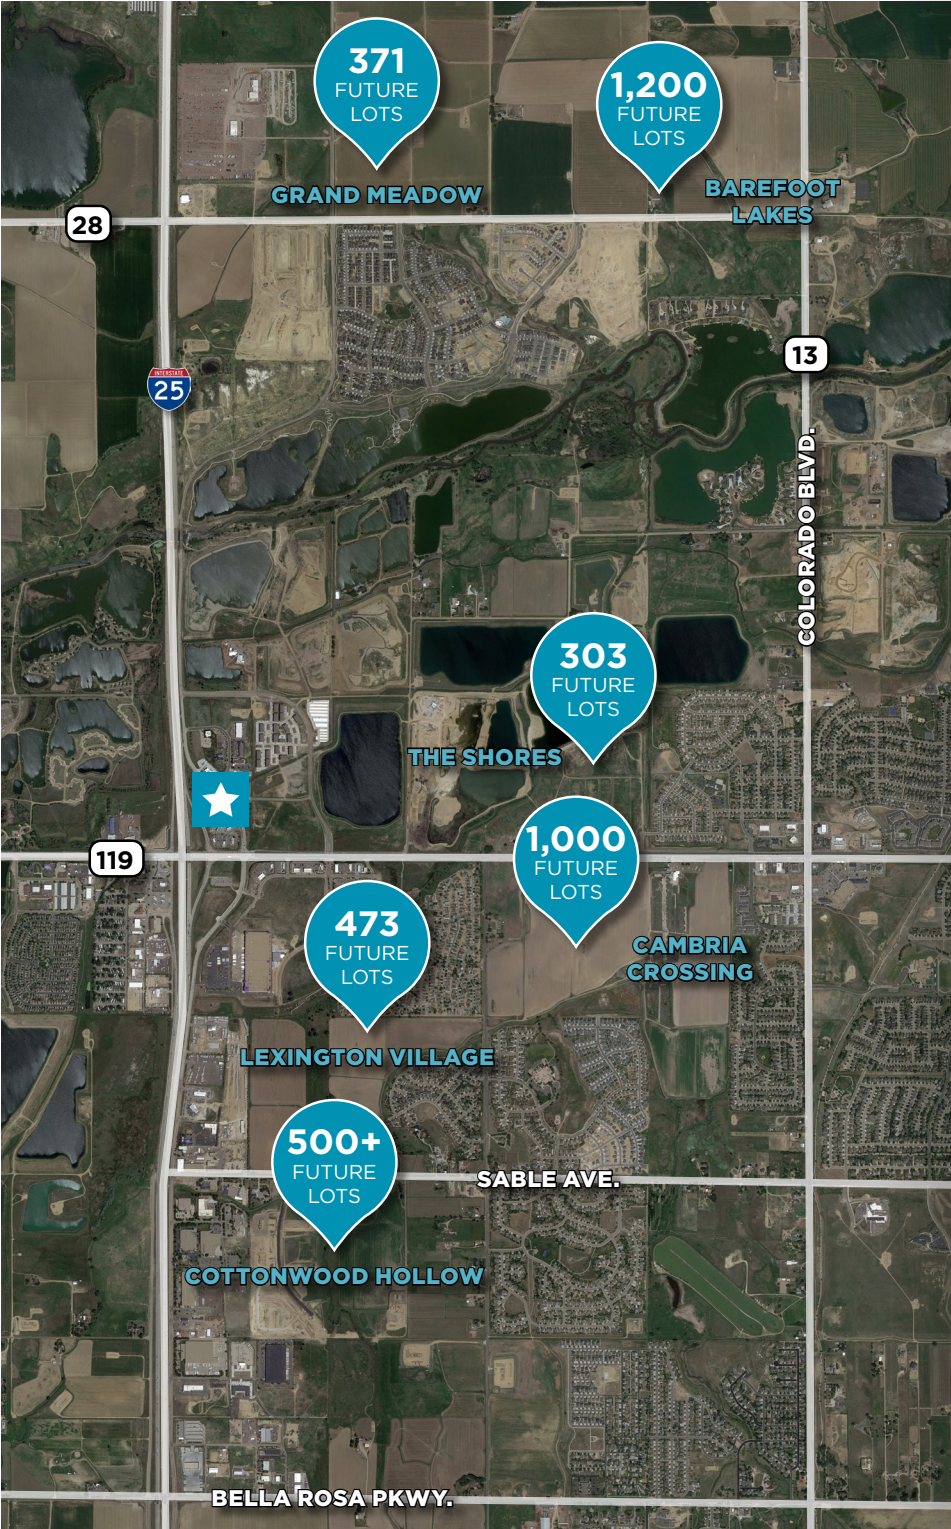 371
FUTURE
LOTS
1,200
FUTURE
LOTS
GRAND MEADOW
BAREFOOT
LAKES
28
13
INTERSTATE
25
COLORADO BLVD.
303
FUTURE
LOTS
THE SHORES
119
1,000
FUTURE
LOTS
473
FUTURE
LOTS
CAMBRIA
CROSSING
LEXINGTON VILLAGE
500+
FUTURE
LOTS
SABLE AVE.
COTTONWOOD HOLLOW
BELLA ROSA PKWY.